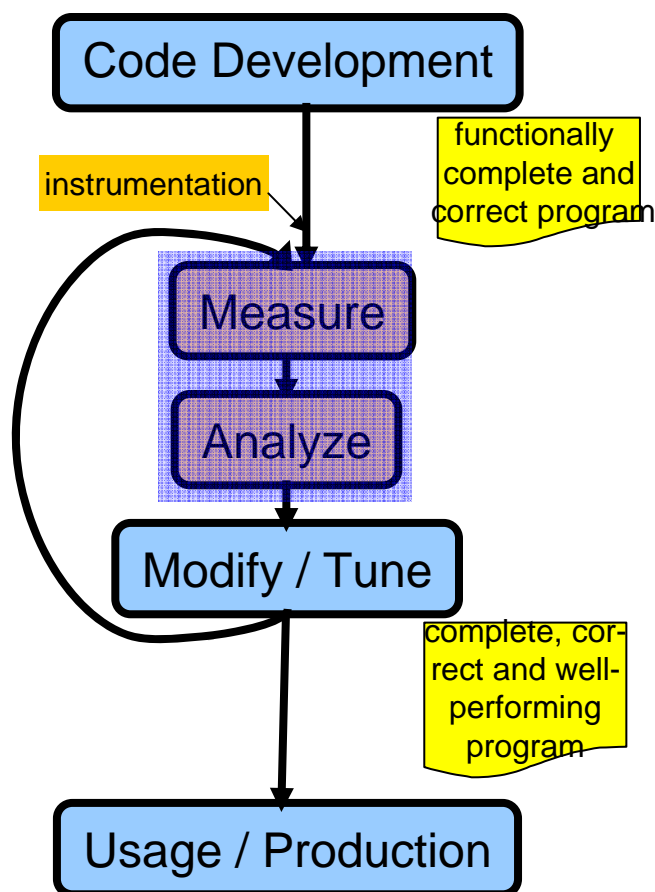 Code Development
functionally
complete and
correct program
instrumentation
Measure
Analyze
Modify / Tune
complete, cor-
rect and well-
performing
program
Usage / Production